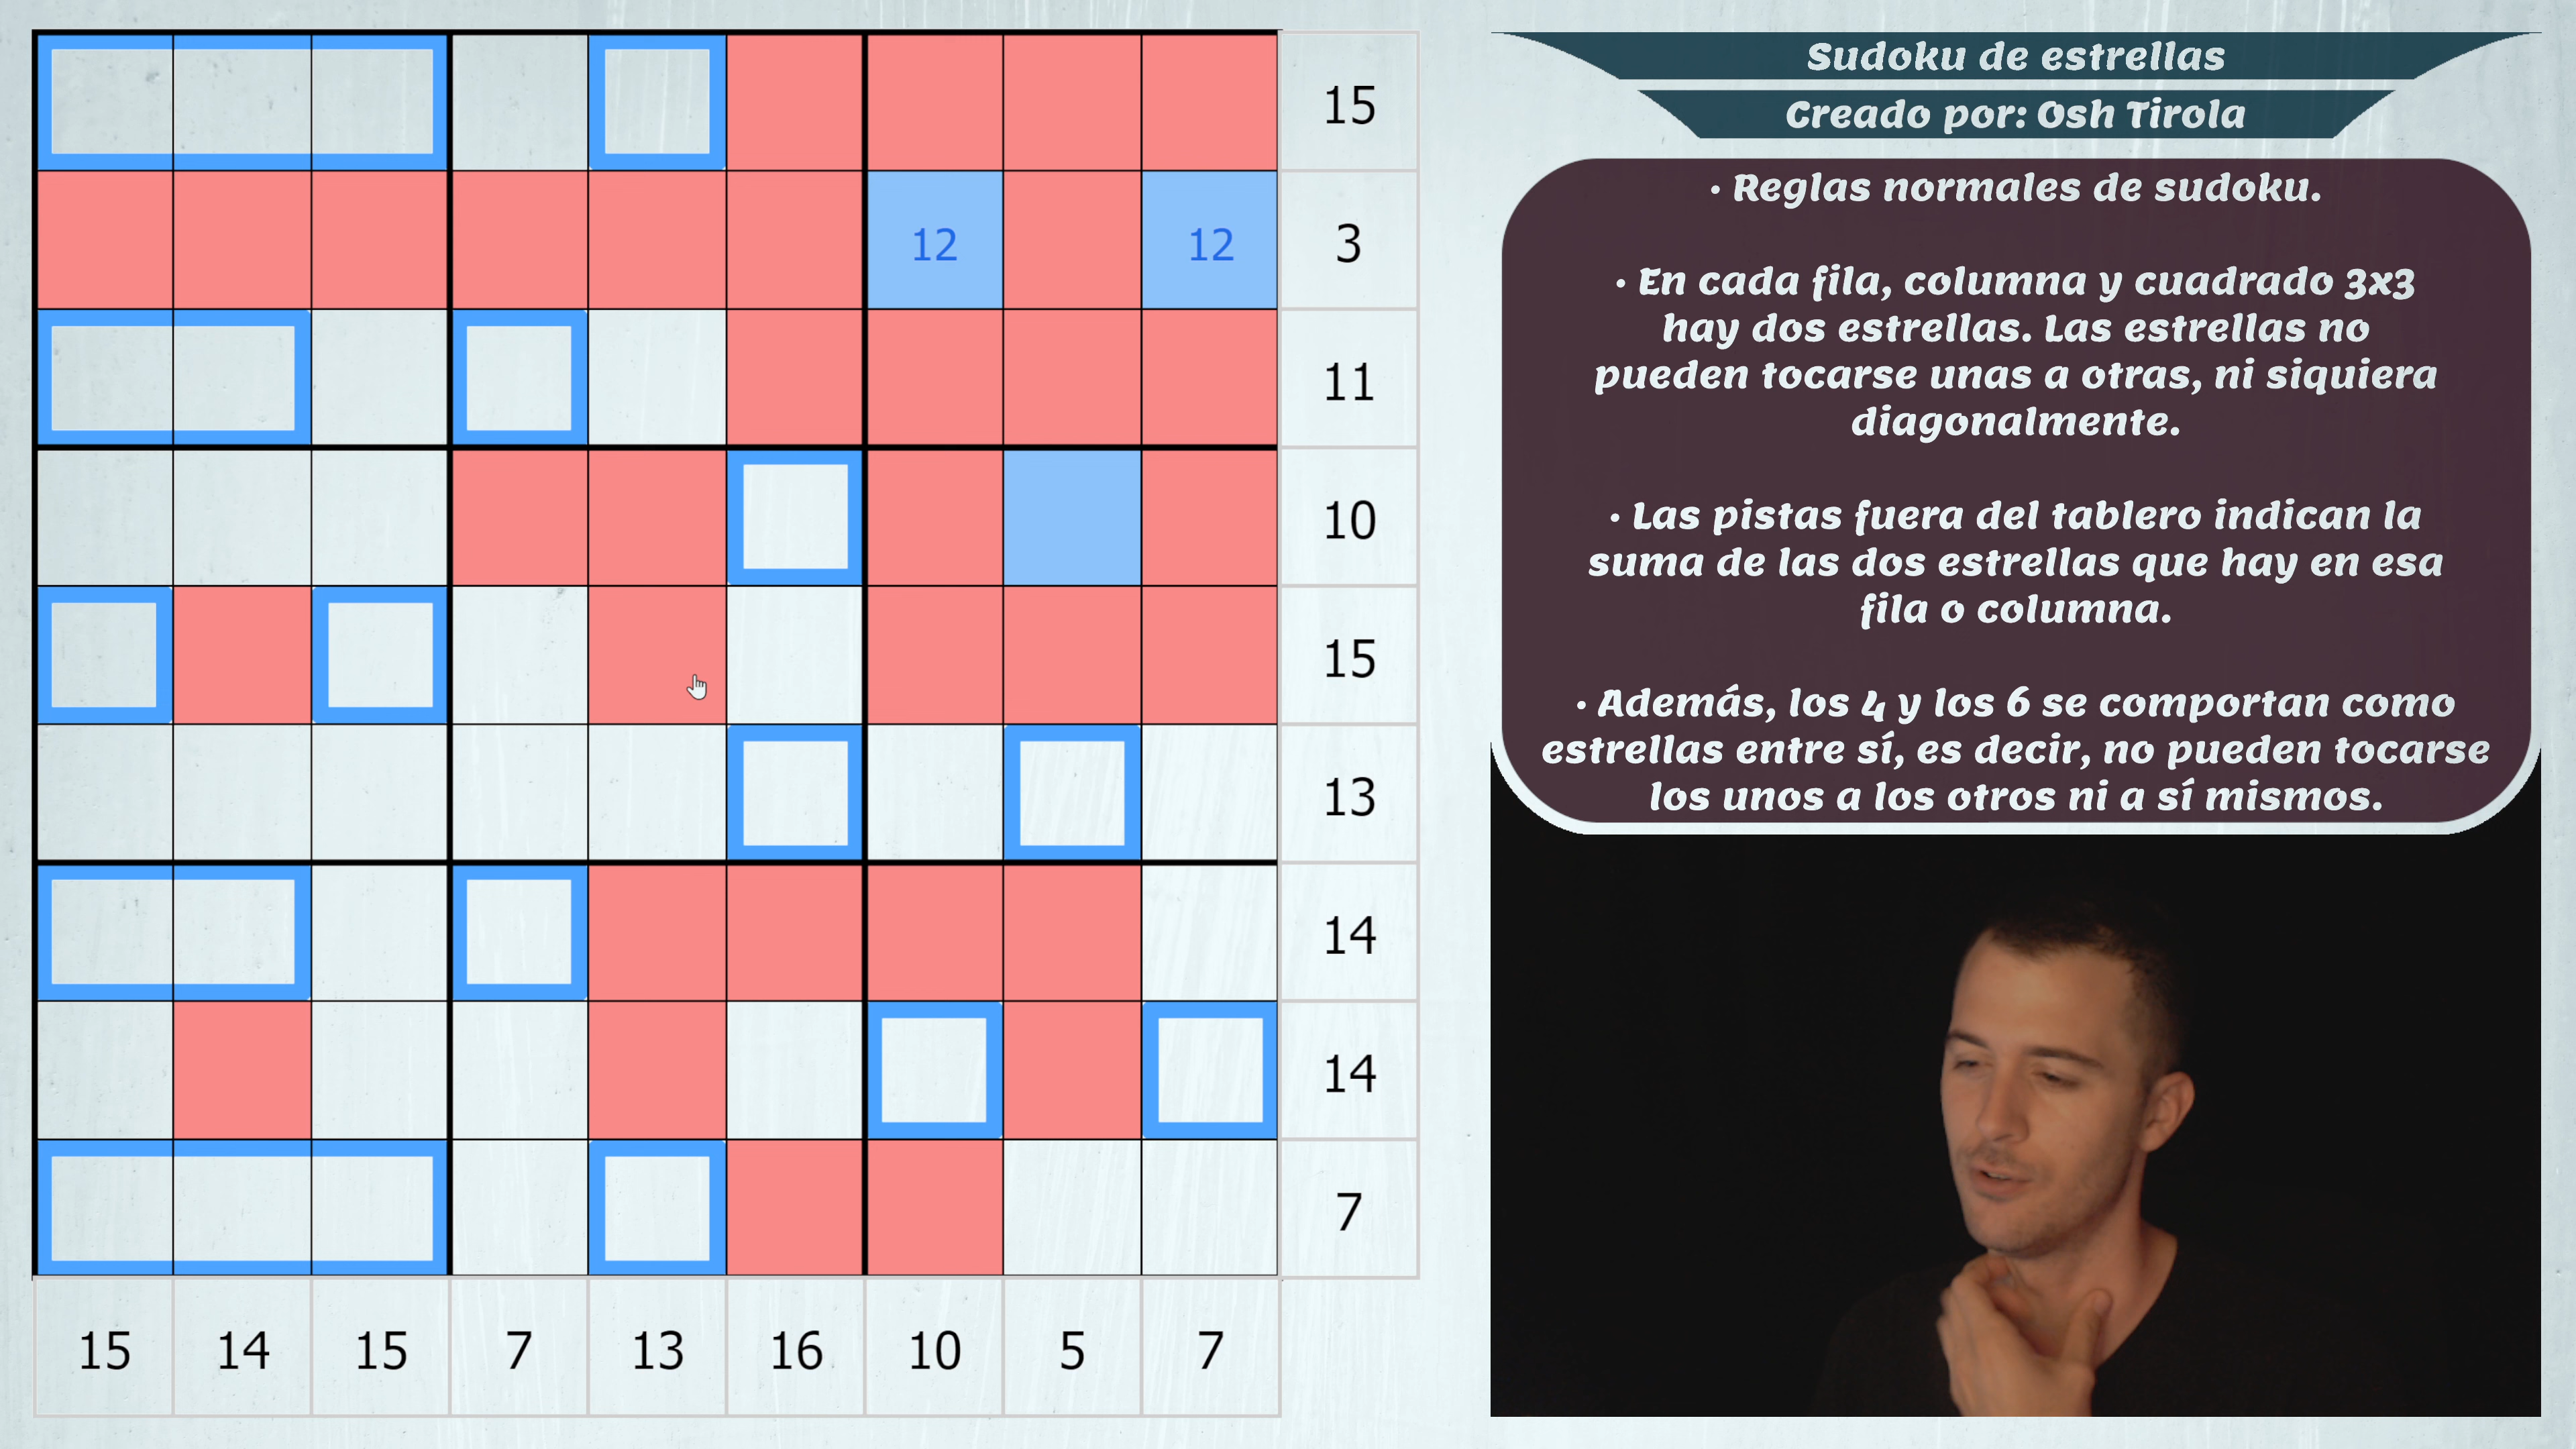 15
12 12 3
11
10
15
13
14
14
7
15 14 15 7 13 16 10 5 7
Sudoku de estrellas
Creado por: Osh Tirola
• Reglas normales de sudoku.
• En cada fila, columna y cuadrado 3x3
hay dos estrellas. Las estrellas no
pueden tocarse unas a otras, ni siquiera
diagonalmente.
• Las pistas fuera del tablero indican la
suma de las dos estrellas que hay en esa
fila o columna.
• Además, los 4 y los 6 se comportan como
estrellas entre sí, es decir, no pueden tocarse
los unos a los otros ni a sí mismos.